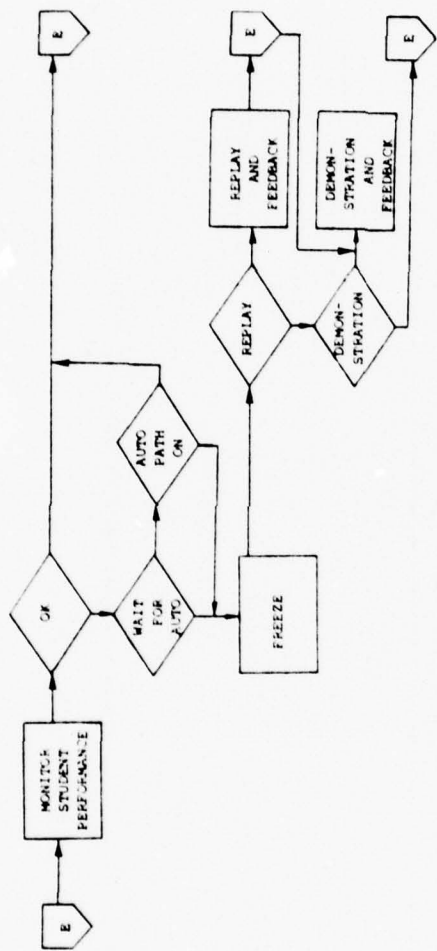 E
MONITOR
STUDENT
PERFORMANCE
OK
E
WAIT
FOR
AUTO
AUTO
PATH
ON
FREEZE
REPLAY
REPLAY
AND
FEEDBACK
E
DEMON-
STRATION
DEMON-
STRATION
AND
FEEDBACK
E